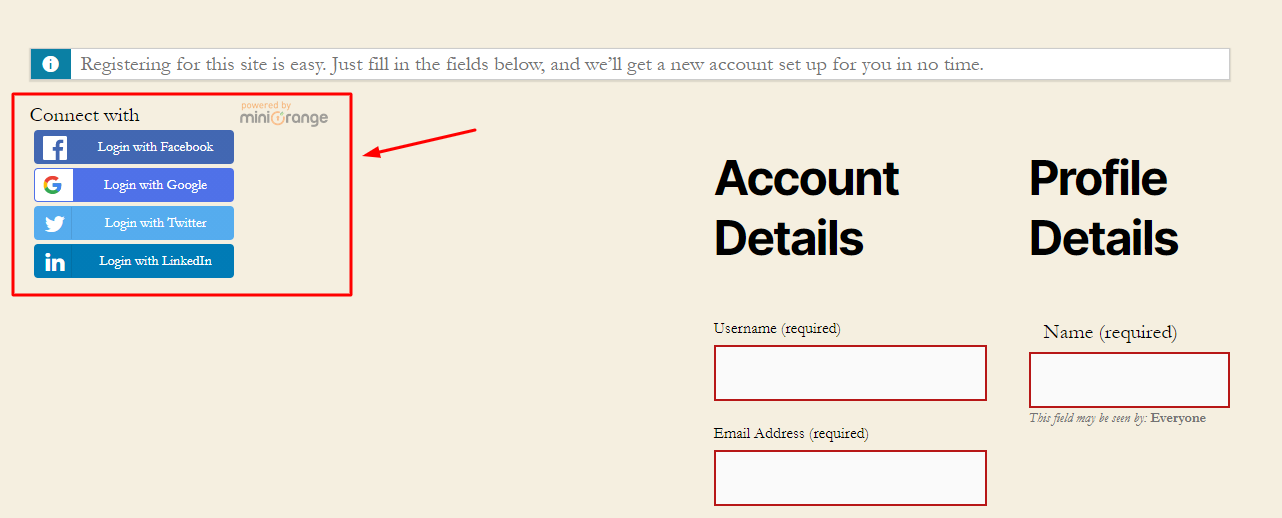 Registering for this site is easy. Just fill in the fields below, and we'll get a new account set up for you in no time.
Connect with
powered by
miniOrange
Login with Facebook
Login with Google
Login with Twitter
Login with LinkedIn
Account
Details
Username (required)
Email Address (required)
Profile
Details
Name (required)
This field may be seen by: Everyone